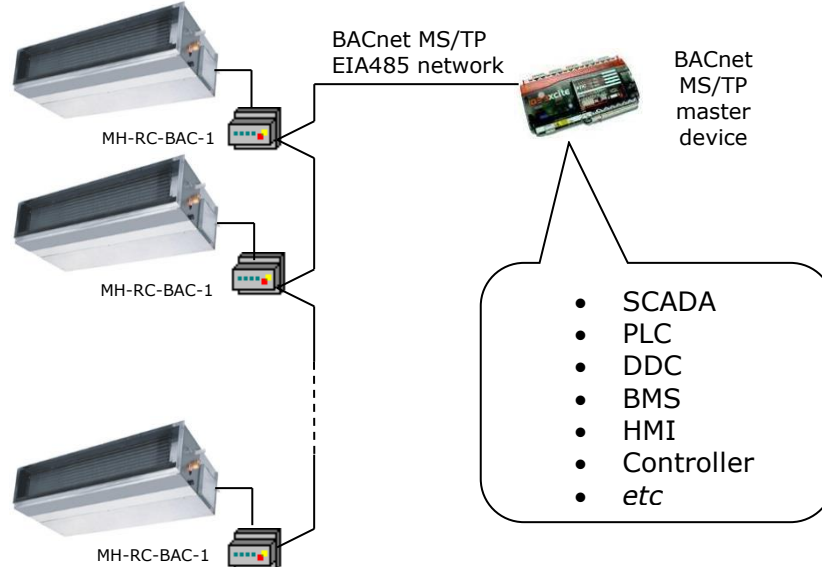 BACnet MS/TP
EIA485 network
BACnet
MS/TP
master
device
MH-RC-BAC-1
MH-RC-BAC-1
• SCADA
• PLC
• DDC
• BMS
• HMI
• Controller
• etc
MH-RC-BAC-1